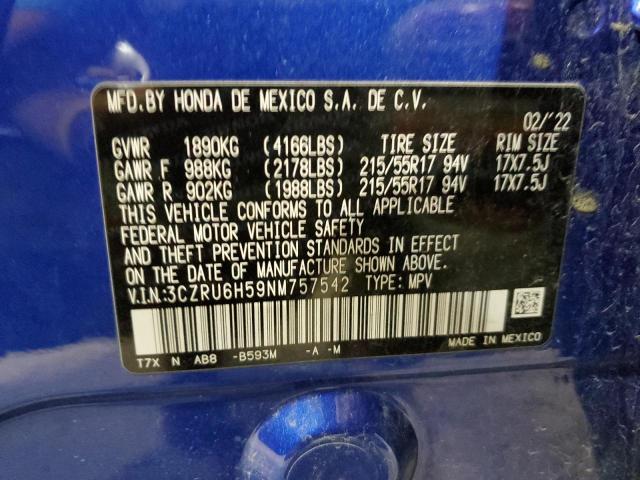 MFD.BY HONDA DE MEXICO S.A. DE C.V.
02/'22
GVWR 1890KG (4166LBS) TIRE SIZE RIM SIZE
GAWR F 988KG (2178LBS) 215/55R17 94V 17X7.5J
GAWR R 902KG (1988LBS) 215/55R17 94V 17X7.5J
THIS VEHICLE CONFORMS TO ALL APPLICABLE
FEDERAL MOTOR VEHICLE SAFETY
AND THEFT PREVENTION STANDARDS IN EFFECT
ON THE DATE OF MANUFACTURE SHOWN ABOVE.
V.I.N:3CZRU6H59NM757542 TYPE: MPV
T7X N AB8 -B593M -A -M MADE IN MEXICO